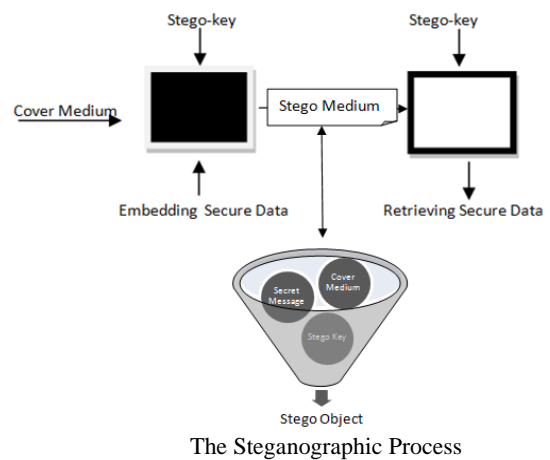 Stego-key
Stego-key
Cover Medium
Stego Medium
Embedding Secure Data
Retrieving Secure Data
Secret
Message
Cover
Medium
Stego Key
Stego Object
The Steganographic Process